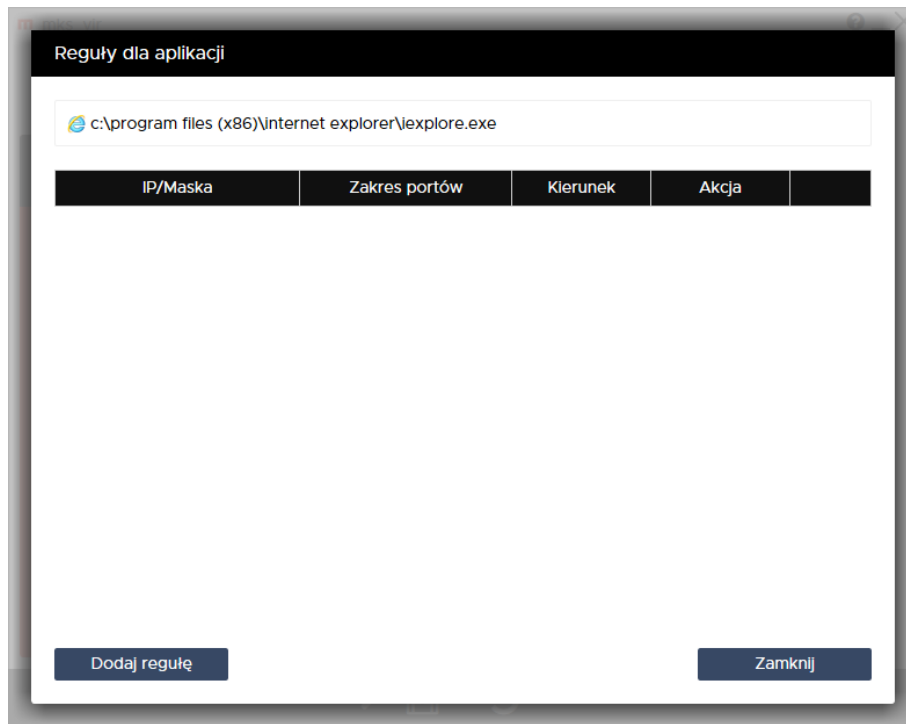 mks_vir
Reguły dla aplikacji
c:\program files (x86)\internet explorer\iexplore.exe
IP/Maska Zakres portów Kierunek Akcja
Dodaj regułę Zamknij